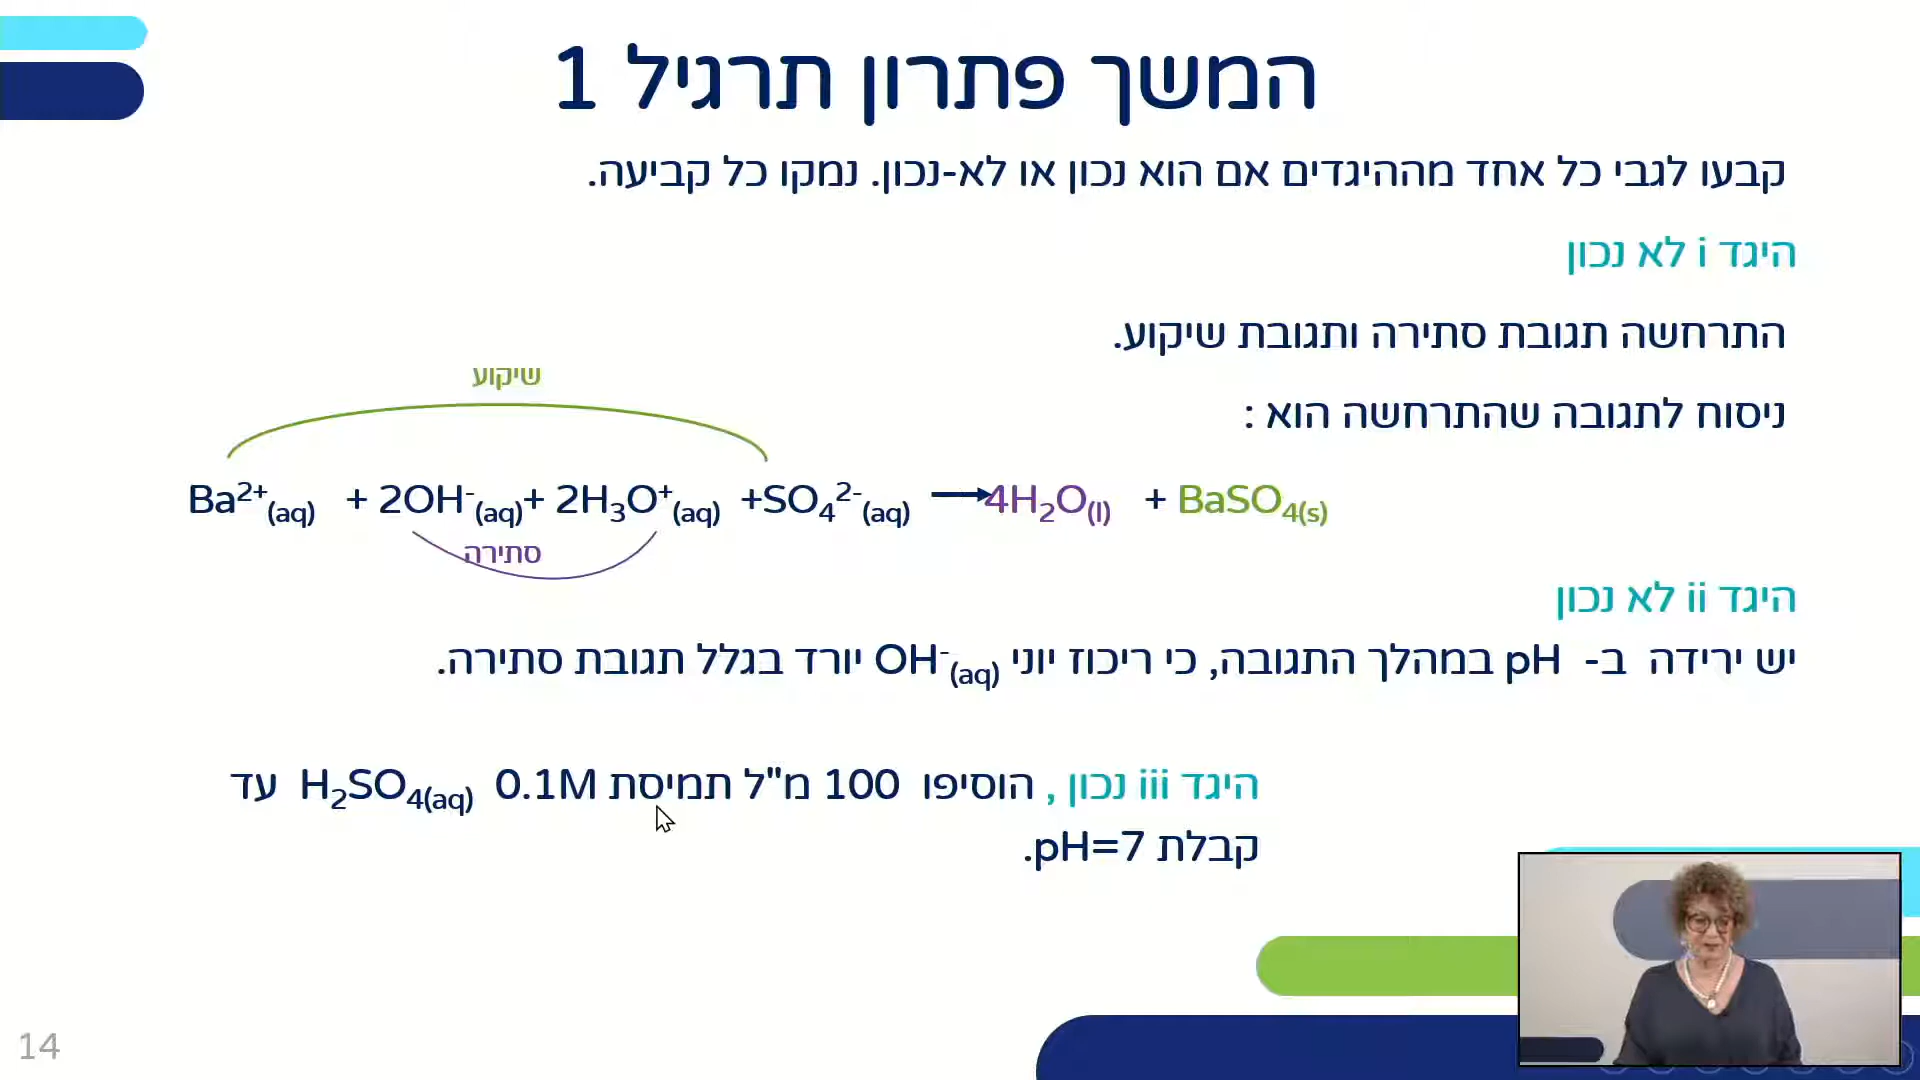 המשך פתרון תרגיל 1
קבעו לגבי כל אחד מההיגדים אם הוא נכון או לא-נכון. נמקו כל קביעה.
היגד i לא נכון
התרחשה תגובת סתירה ותגובת שיקוע.
שיקוע
ניסוח לתגובה שהתרחשה הוא :
Ba²⁺(aq) + 2OH⁻(aq)+ 2H₃O⁺(aq) +SO₄²⁻(aq) → 4H₂O(l) + BaSO₄(s)
סתירה
היגד ii לא נכון
יש ירידה ב- pH במהלך התגובה, כי ריכוז יוני OH⁻(aq) יורד בגלל תגובת סתירה.
היגד iii נכון , הוסיפו 100 מ"ל תמיסת 0.1M H₂SO₄(aq) עד
קבלת pH=7.
14